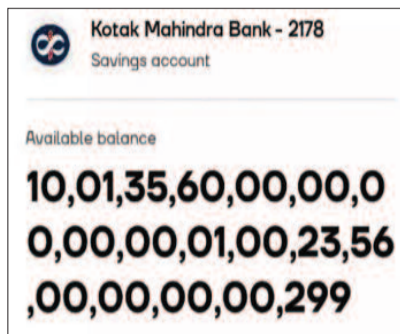 Kotak Mahindra Bank - 2178
Savings account
Available balance
10,01,35,60,00,00,0
0,00,00,01,00,23,56
,00,00,00,00,299